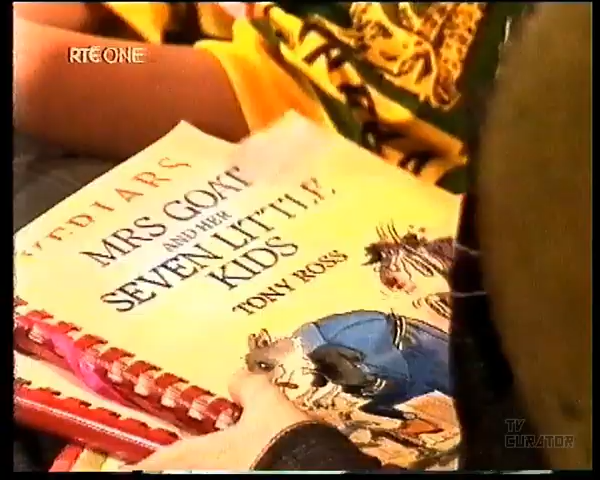 RTÉ ONE
MRS GOAT
AND HER
SEVEN LITTLE
KIDS
TONY ROSS
TV
CURATOR